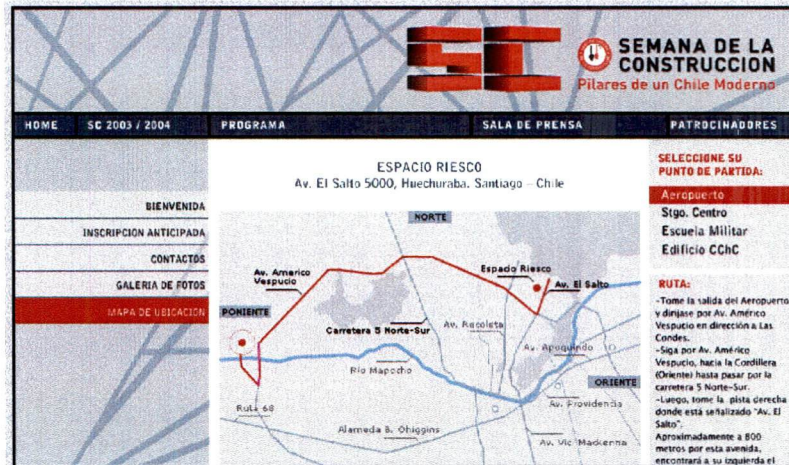 SC
SEMANA DE LA
CONSTRUCCION
Pilares de un Chile Moderno
HOME
SC 2003 / 2004
PROGRAMA
SALA DE PRENSA
PATROCINADORES
BIENVENIDA
INSCRIPCION ANTICIPADA
CONTACTOS
GALERIA DE FOTOS
MAPA DE UBICACION
ESPACIO RIESCO
Av. El Salto 5000, Huechuraba. Santiago - Chile
NORTE
Av. Americo
Vespucio
Espacio Riesco
Av. El Salto
PONIENTE
Carretera 5 Norte-Sur
Av. Recoleta
Av. Apoquindo
Río Mapocho
ORIENTE
Ruta 68
Av. Providencia
Alameda B. Ohiggins
Av. Vic. Mackenna
SELECCIONE SU
PUNTO DE PARTIDA:
Aeropuerto
Stgo. Centro
Escuela Militar
Edificio CChC
RUTA:
-Tome la salida del Aeropuerto
y diríjase por Av. Américo
Vespucio en dirección a Las
Condes.
-Siga por Av. Américo
Vespucio, hacia la Cordillera
(Oriente) hasta pasar por la
carretera 5 Norte-Sur.
-Luego, tome la pista derecha
donde está señalizado "Av. El
Salto".
Aproximadamente a 800
metros por esta avenida,
encontrará a su izquierda el